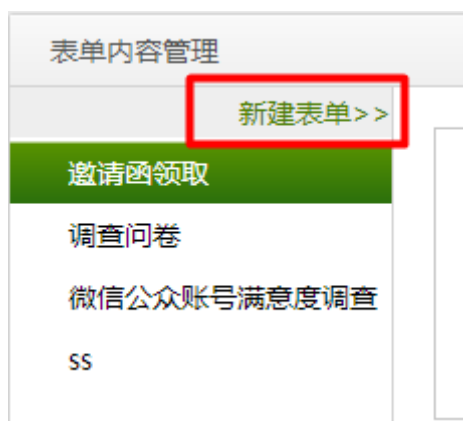 表单内容管理
新建表单>>
邀请函领取
调查问卷
微信公众账号满意度调查
ss